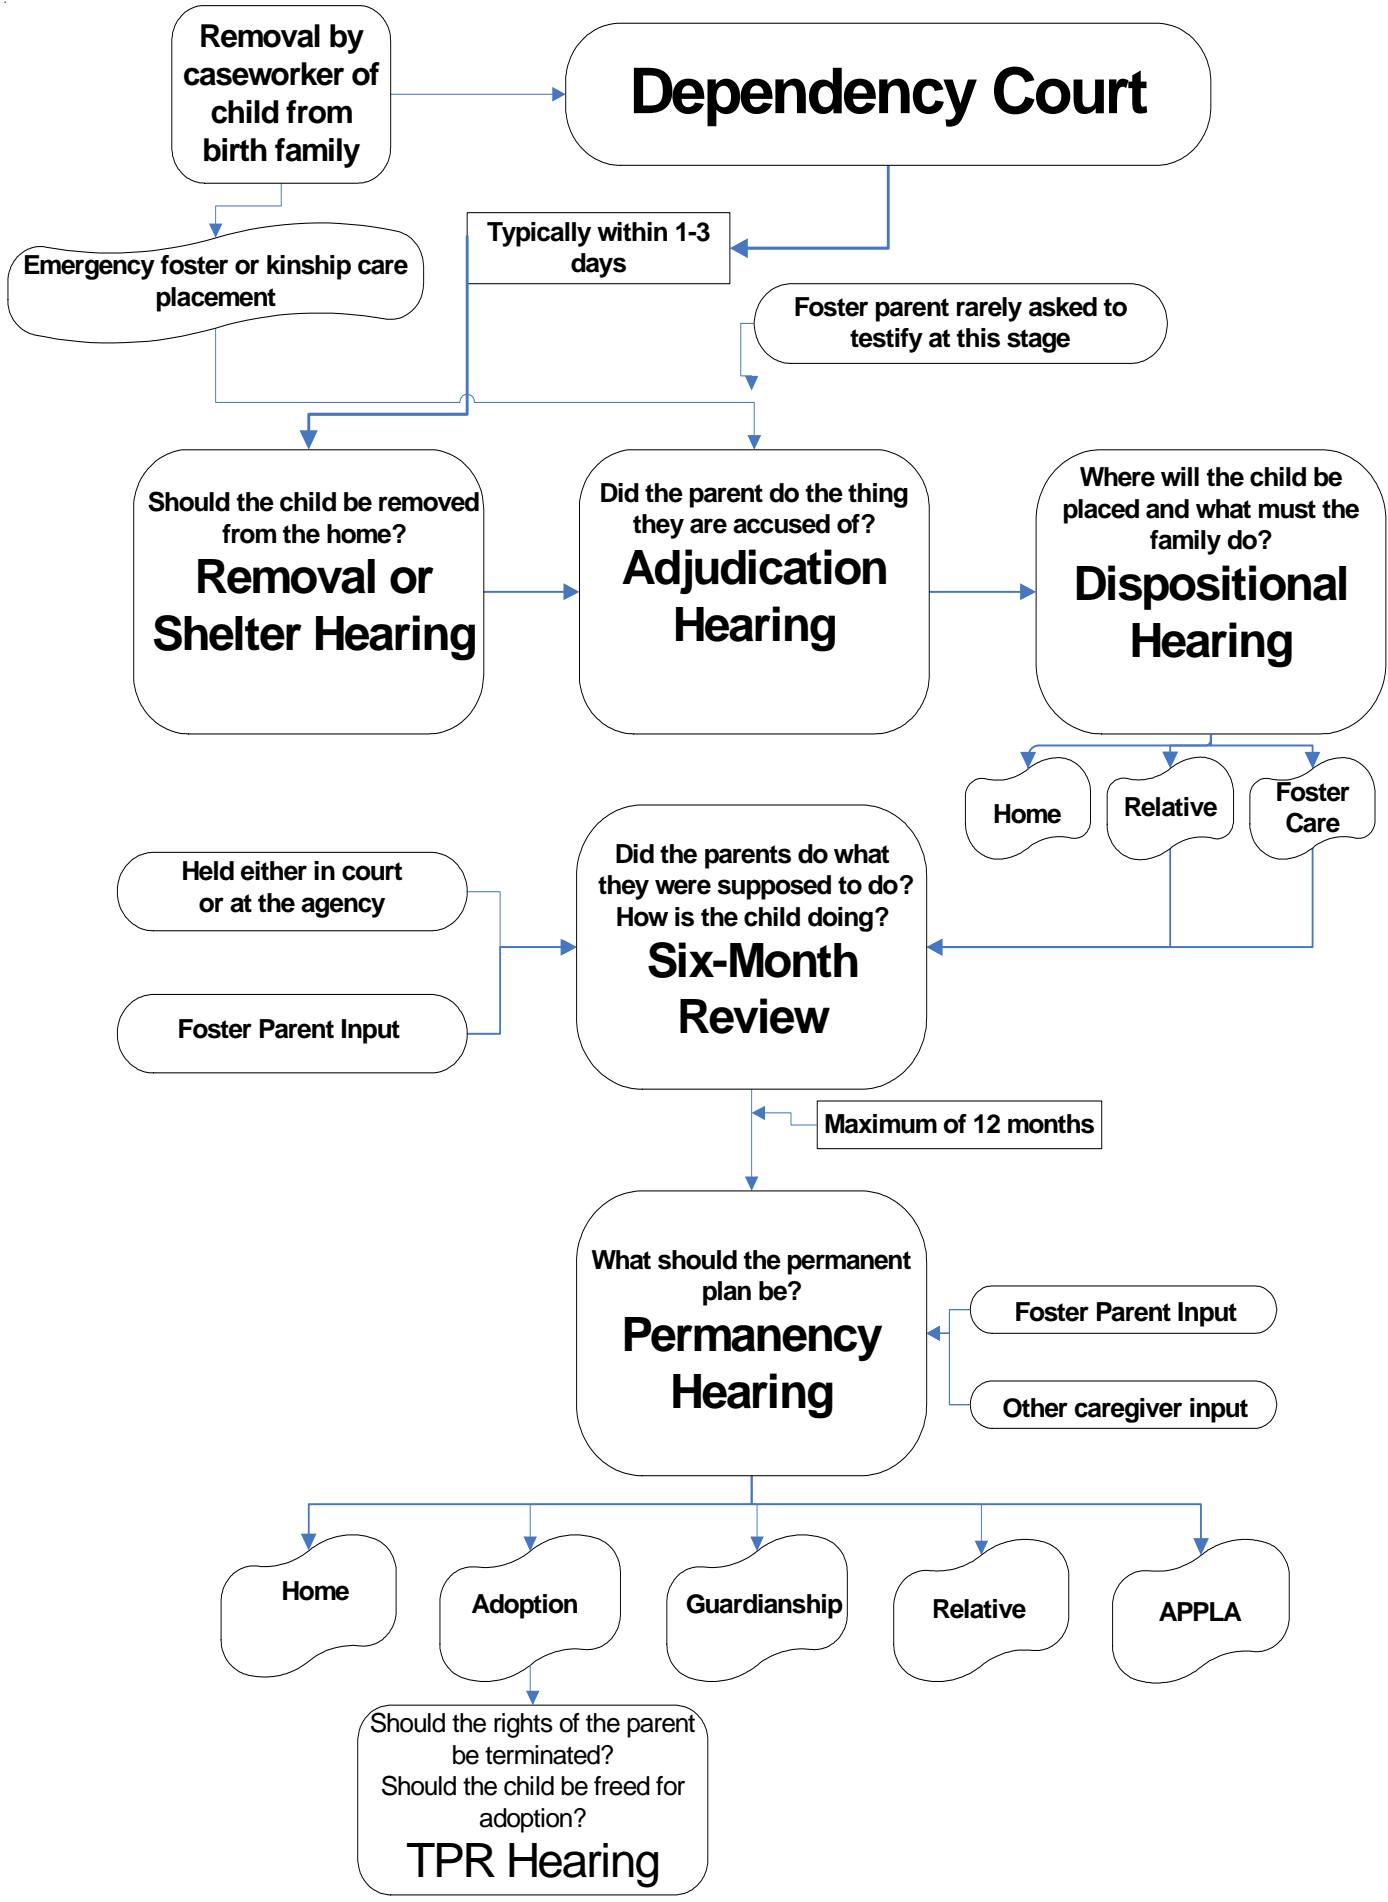 Removal by
caseworker of
child from
birth family
Dependency Court
Typically within 1-3
days
Emergency foster or kinship care
placement
Foster parent rarely asked to
testify at this stage
Should the child be removed
from the home?
Removal or
Shelter Hearing
Did the parent do the thing
they are accused of?
Adjudication
Hearing
Where will the child be
placed and what must the
family do?
Dispositional
Hearing
Home
Relative
Foster
Care
Held either in court
or at the agency
Foster Parent Input
Did the parents do what
they were supposed to do?
How is the child doing?
Six-Month
Review
Maximum of 12 months
What should the permanent
plan be?
Permanency
Hearing
Foster Parent Input
Other caregiver input
Home
Adoption
Guardianship
Relative
APPLA
Should the rights of the parent
be terminated?
Should the child be freed for
adoption?
TPR Hearing